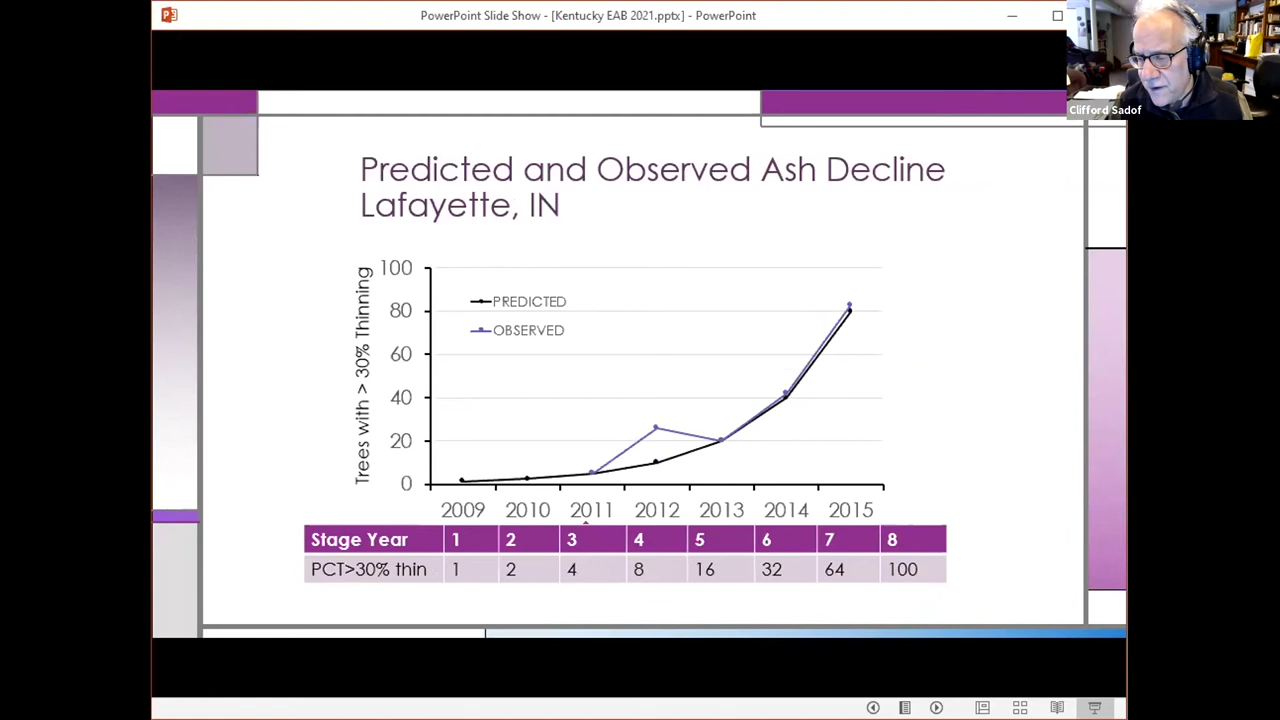 PowerPoint Slide Show - [Kentucky EAB 2021.pptx] - PowerPoint
Clifford Sadof
Predicted and Observed Ash Decline
Lafayette, IN
Trees with > 30% Thinning
100
80
60
40
20
0
PREDICTED
OBSERVED
2009 2010 2011 2012 2013 2014 2015
Stage Year 1 2 3 4 5 6 7 8
PCT>30% thin 1 2 4 8 16 32 64 100